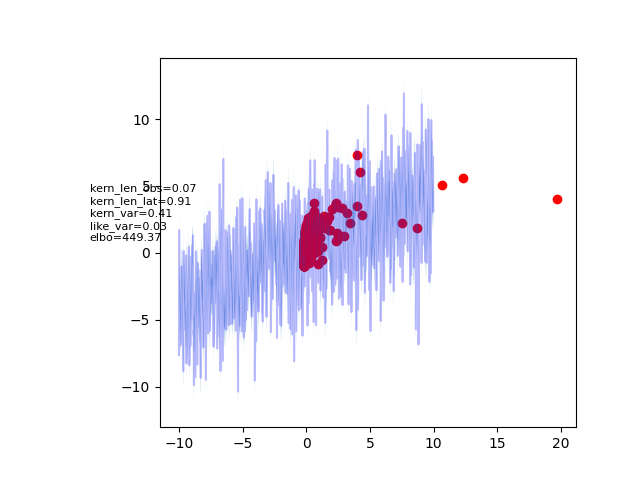 10
5
0
−5
−10
kern_len_obs=0.07
kern_len_lat=0.91
kern_var=0.41
like_var=0.03
elbo=449.37
−10 −5 0 5 10 15 20